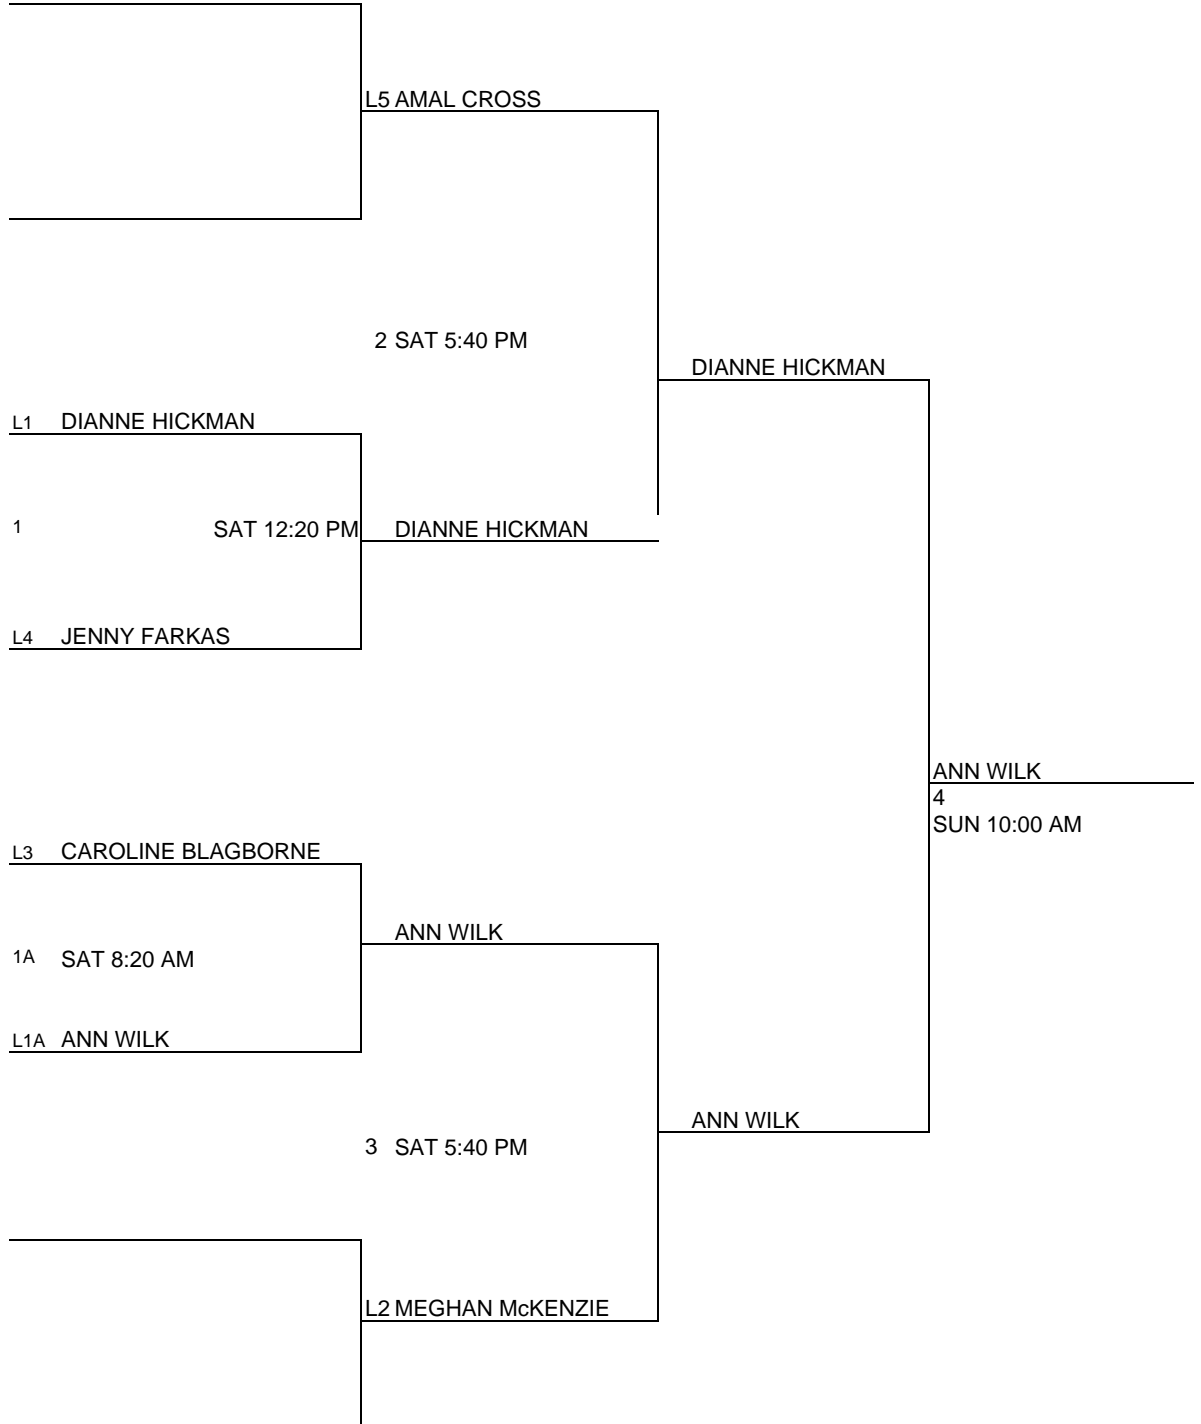 L5 AMAL CROSS
2 SAT 5:40 PM
DIANNE HICKMAN
L1 DIANNE HICKMAN
1 SAT 12:20 PM DIANNE HICKMAN
L4 JENNY FARKAS
ANN WILK
4
SUN 10:00 AM
L3 CAROLINE BLAGBORNE
ANN WILK
1A SAT 8:20 AM
L1A ANN WILK
ANN WILK
3 SAT 5:40 PM
L2 MEGHAN McKENZIE